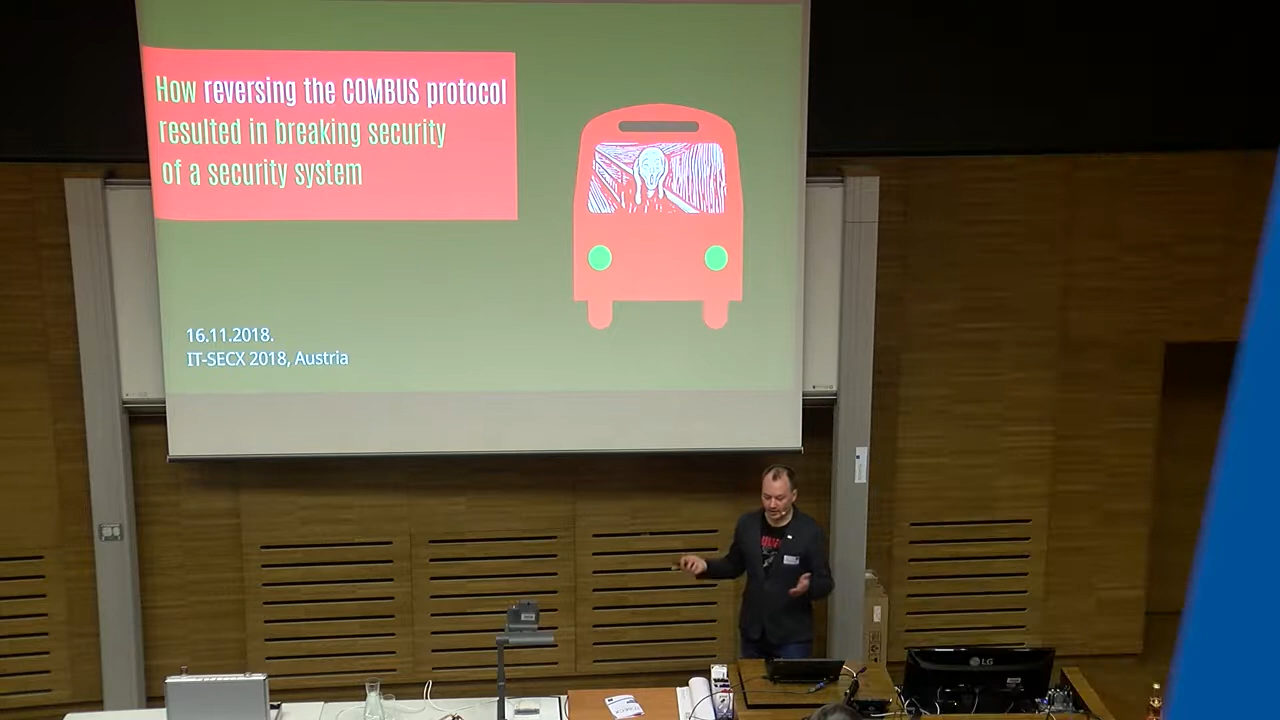 How reversing the COMBUS protocol
resulted in breaking security
of a security system
16.11.2018.
IT-SECX 2018, Austria
LG